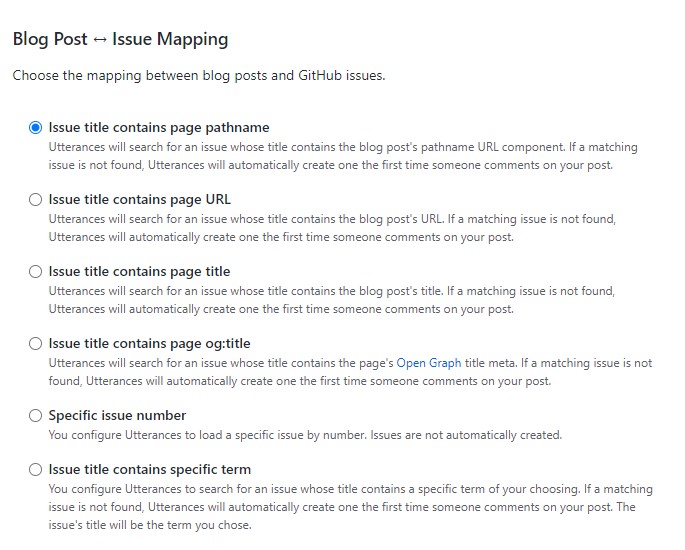 Blog Post ↔ Issue Mapping
Choose the mapping between blog posts and GitHub issues.
Issue title contains page pathname
Utterances will search for an issue whose title contains the blog post's pathname URL component. If a matching
issue is not found, Utterances will automatically create one the first time someone comments on your post.
Issue title contains page URL
Utterances will search for an issue whose title contains the blog post's URL. If a matching issue is not found,
Utterances will automatically create one the first time someone comments on your post.
Issue title contains page title
Utterances will search for an issue whose title contains the blog post's title. If a matching issue is not found,
Utterances will automatically create one the first time someone comments on your post.
Issue title contains page og:title
Utterances will search for an issue whose title contains the page's Open Graph title meta. If a matching issue is not
found, Utterances will automatically create one the first time someone comments on your post.
Specific issue number
You configure Utterances to load a specific issue by number. Issues are not automatically created.
Issue title contains specific term
You configure Utterances to search for an issue whose title contains a specific term of your choosing. If a matching
issue is not found, Utterances will automatically create one the first time someone comments on your post. The
issue's title will be the term you chose.